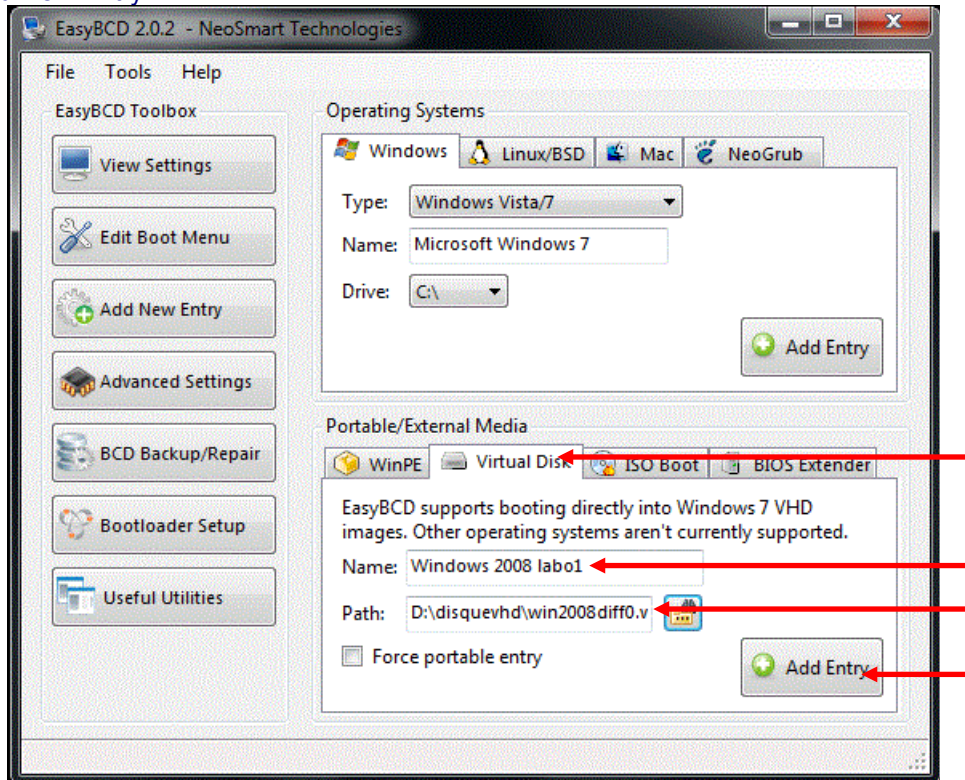 EasyBCD 2.0.2 - NeoSmart Technologies
File Tools Help
EasyBCD Toolbox
View Settings
Edit Boot Menu
Add New Entry
Advanced Settings
BCD Backup/Repair
Bootloader Setup
Useful Utilities
Operating Systems
Windows Linux/BSD Mac NeoGrub
Type: Windows Vista/7
Name: Microsoft Windows 7
Drive: C:\
Add Entry
Portable/External Media
WinPE Virtual Disk ISO Boot BIOS Extender
EasyBCD supports booting directly into Windows 7 VHD
images. Other operating systems aren't currently supported.
Name: Windows 2008 labo1
Path: D:\disquevhd\win2008diff0.v
Force portable entry
Add Entry